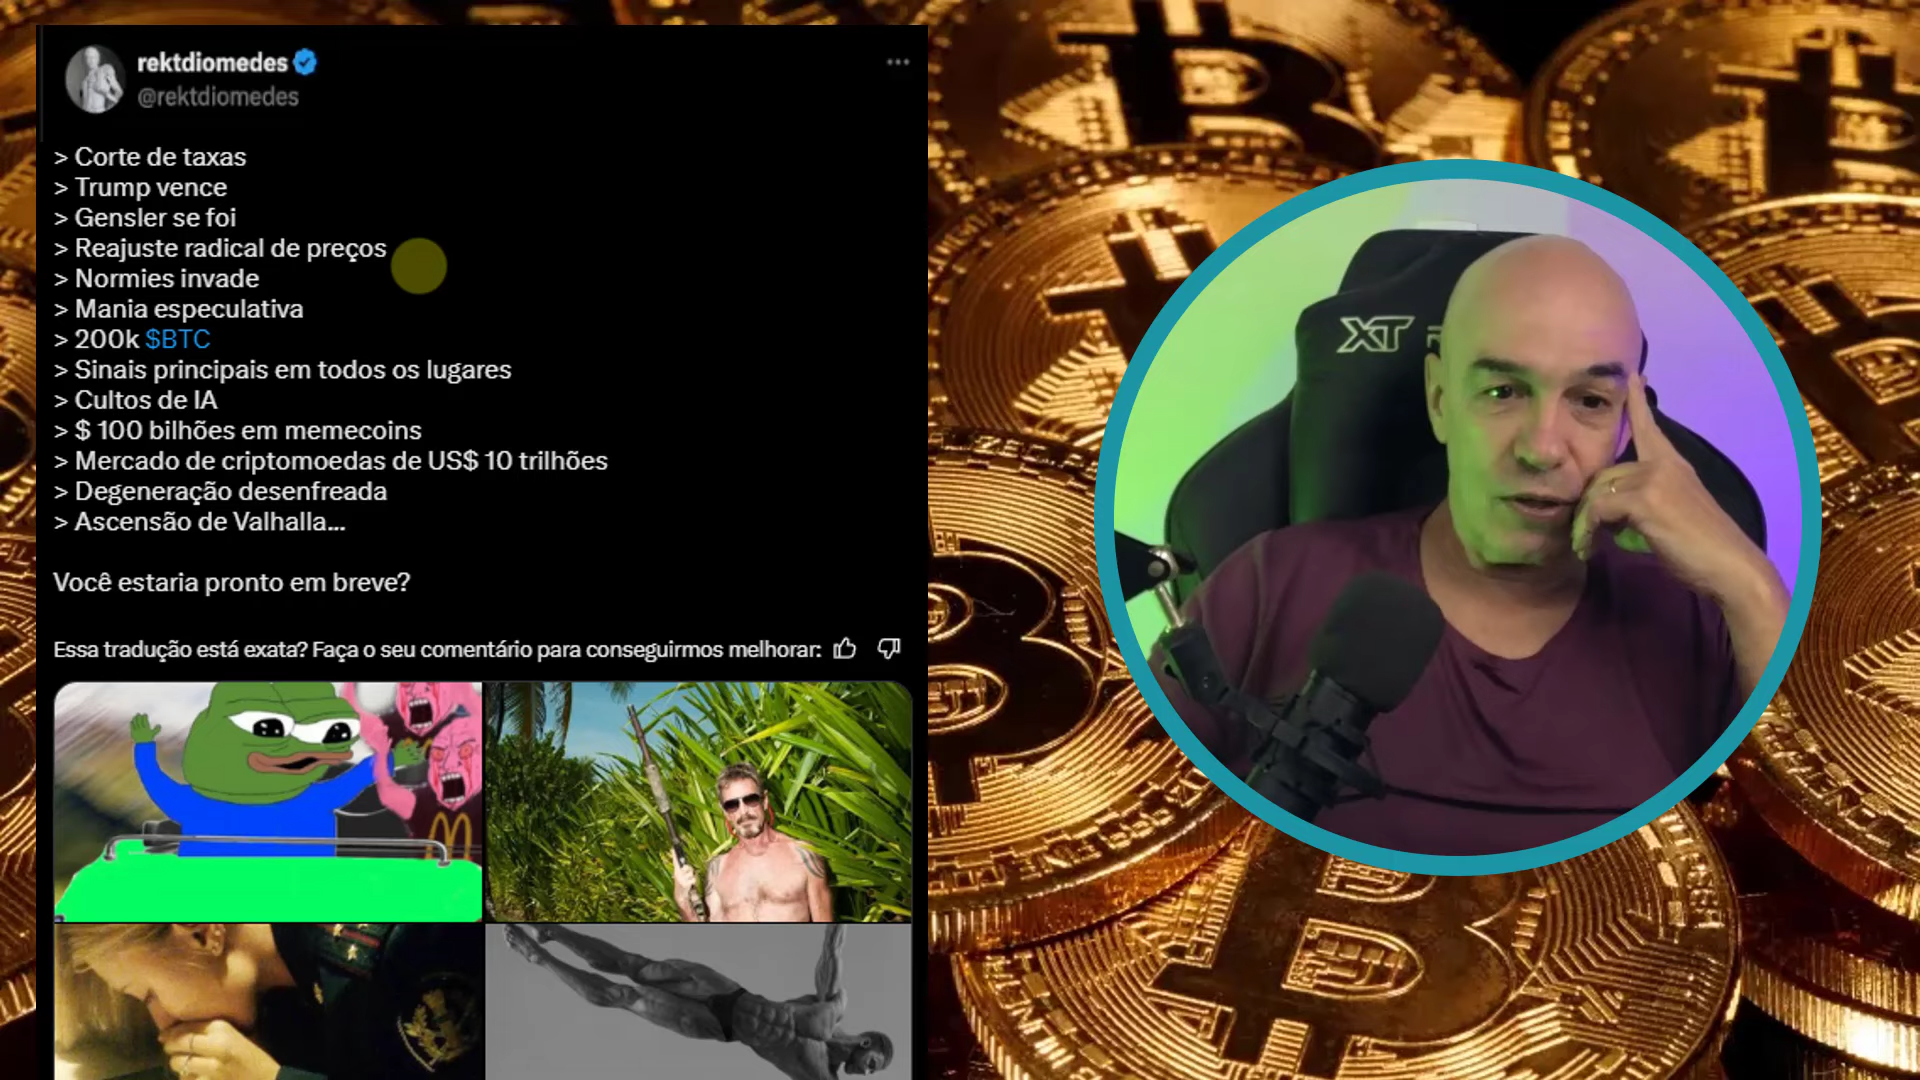 rektdiomedes
@rektdiomedes
> Corte de taxas
> Trump vence
> Gensler se foi
> Reajuste radical de preços
> Normies invade
> Mania especulativa
> 200k $BTC
> Sinais principais em todos os lugares
> Cultos de IA
> $ 100 bilhões em memecoins
> Mercado de criptomoedas de US$ 10 trilhões
> Degeneração desenfreada
> Ascensão de Valhalla...
Você estaria pronto em breve?
Essa tradução está exata? Faça o seu comentário para conseguirmos melhorar:
XT